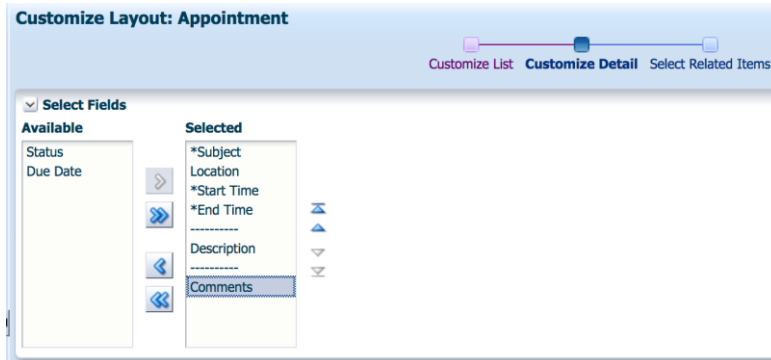 Customize Layout: Appointment
Customize List Customize Detail Select Related Items
Select Fields
Available Selected
Status
Due Date
*Subject
Location
*Start Time
*End Time
----------
Description
----------
Comments